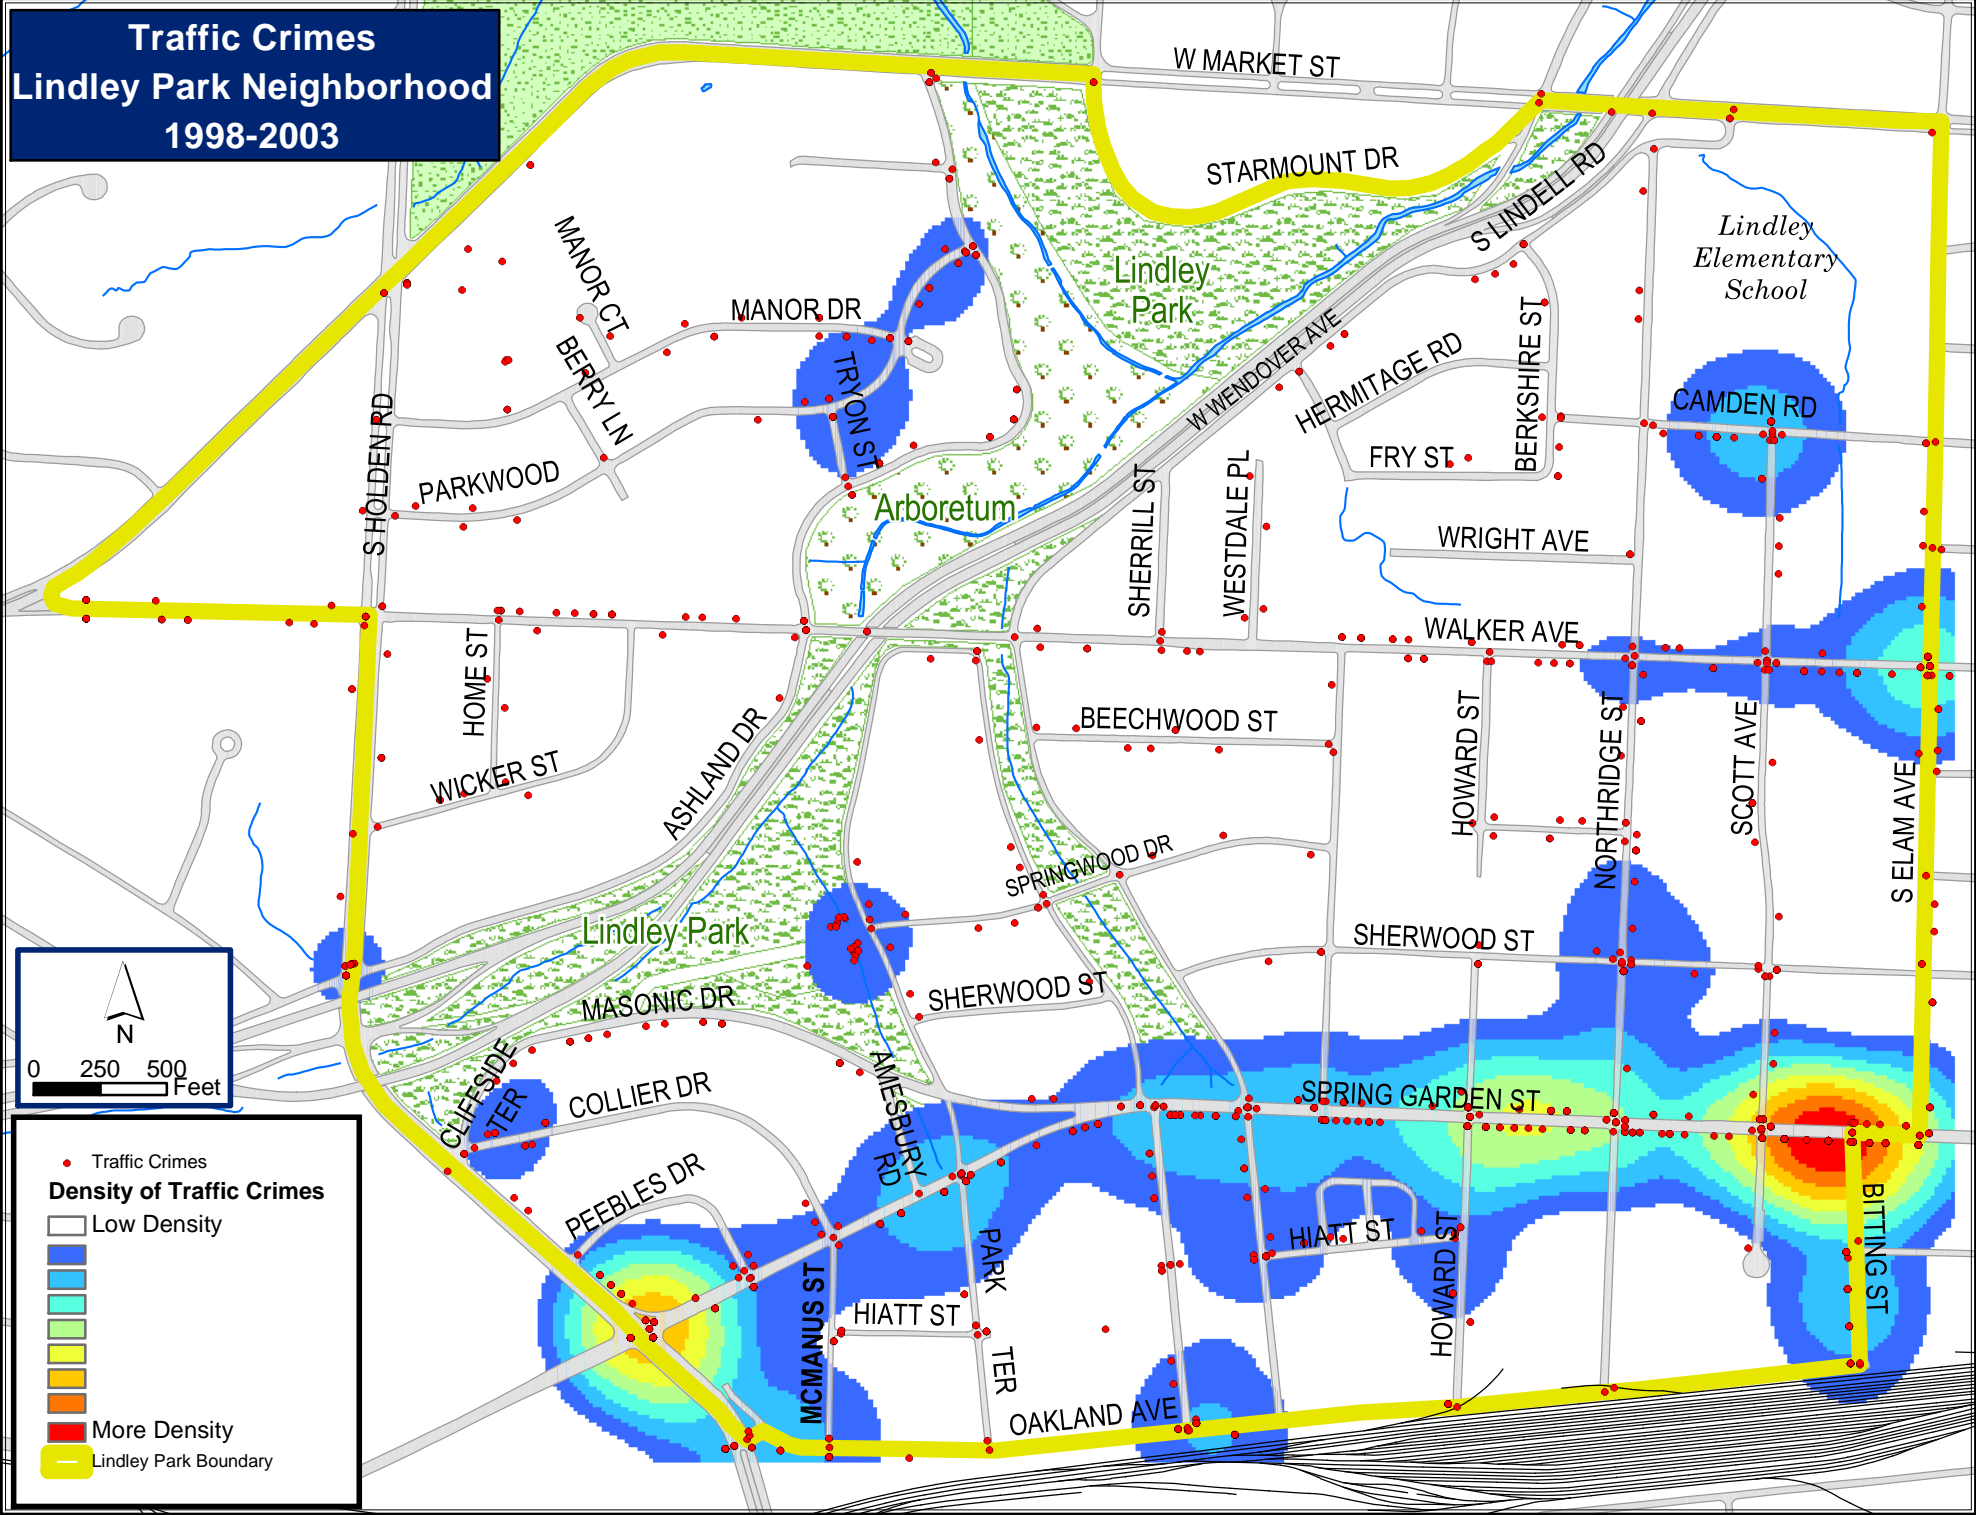 Traffic Crimes
Lindley Park Neighborhood
1998-2003
W MARKET ST
STARMOUNT DR
S LINDELL RD
Lindley
Elementary
School
Lindley
Park
MANOR CT
MANOR DR
BERRY LN
TRYON ST
W WENDOVER AVE
HERMITAGE RD
BERKSHIRE ST
CAMDEN RD
S HOLDEN RD
PARKWOOD
FRY ST
Arboretum
SHERRILL ST
WESTDALE PL
WRIGHT AVE
WALKER AVE
HOME ST
BEECHWOOD ST
HOWARD ST
NORTHRIDGE ST
SCOTT AVE
S ELAM AVE
WICKER ST
ASHLAND DR
SPRINGWOOD DR
Lindley Park
SHERWOOD ST
SHERWOOD ST
MASONIC DR
N
0 250 500
Feet
CLIFFSIDE
TER
COLLIER DR
AMESBURY
RD
SPRING GARDEN ST
PEEBLES DR
PARK
TER
HIATT ST
HOWARD ST
BITTING ST
MCMANUS ST
HIATT ST
OAKLAND AVE
Traffic Crimes
Density of Traffic Crimes
Low Density
More Density
Lindley Park Boundary